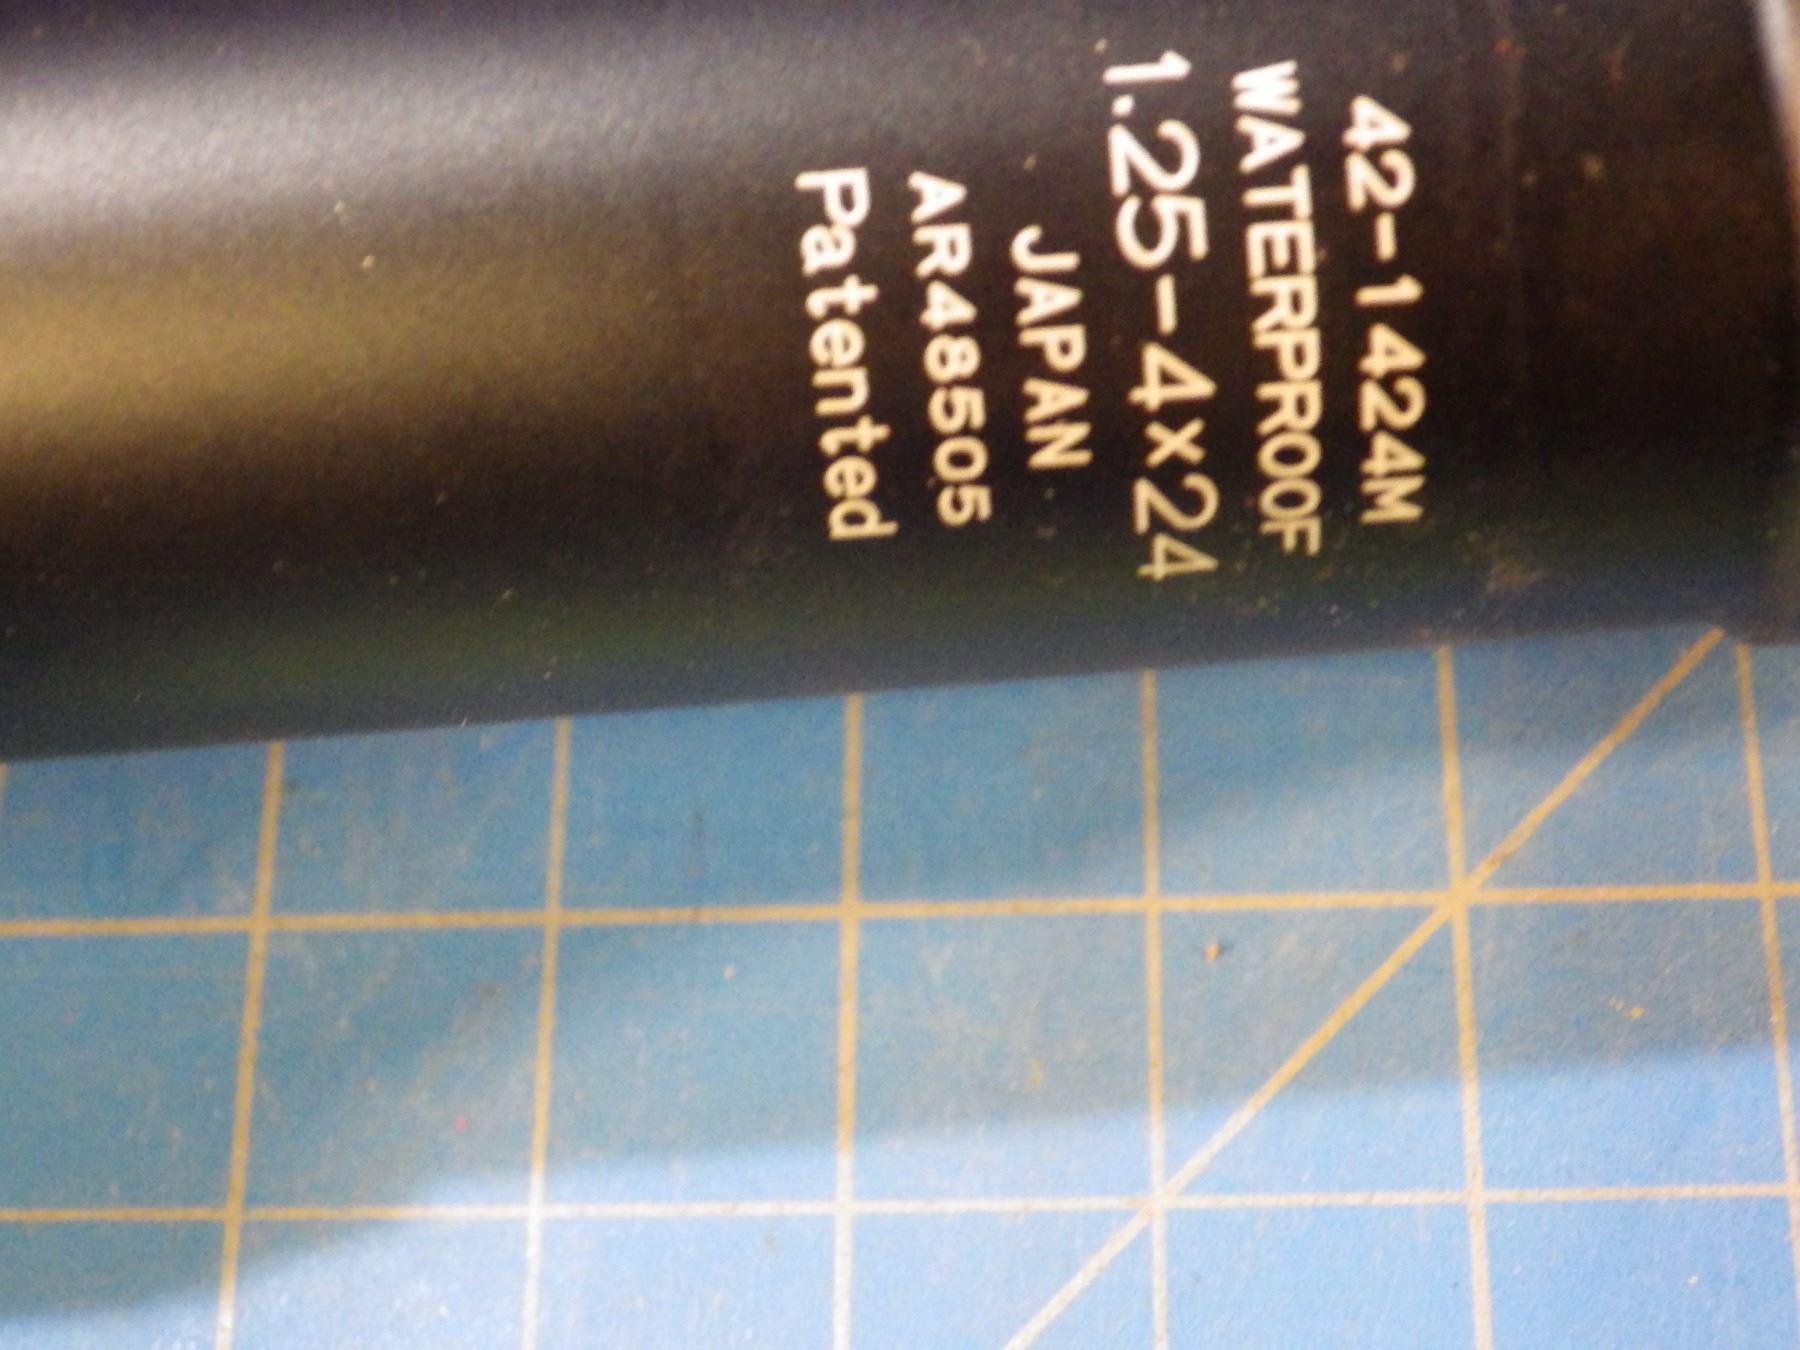 42-1424M
WATERPROOF
1.25-4x24
JAPAN
AR48505
Patented